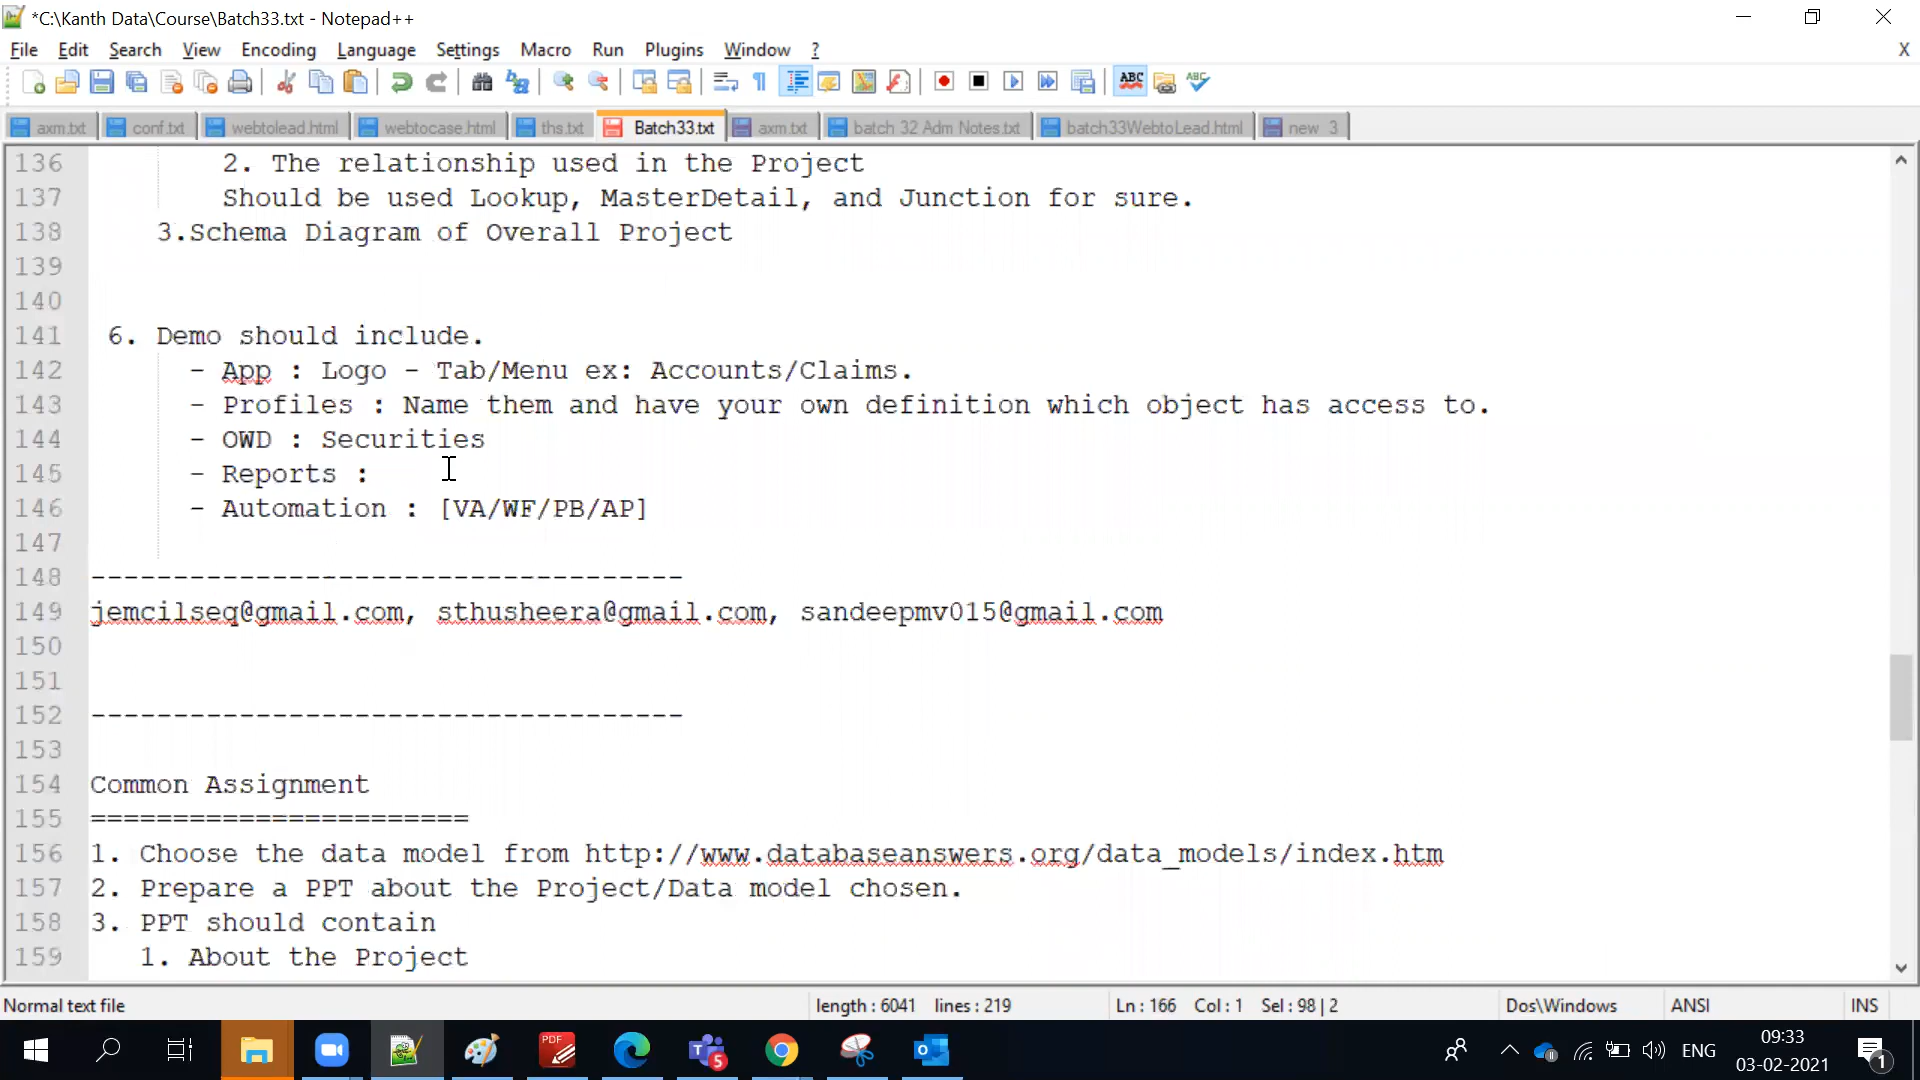 *C:\Kanth Data\Course\Batch33.txt - Notepad++
File Edit Search View Encoding Language Settings Macro Run Plugins Window ? X
axm.txt conf.txt webtolead.html webtocase.html ths.txt Batch33.txt axm.txt batch 32 Adm Notes.txt batch33WebtoLead.html new 3
136 2. The relationship used in the Project
137 Should be used Lookup, MasterDetail, and Junction for sure.
138 3.Schema Diagram of Overall Project
139
140
141 6. Demo should include.
142 - App : Logo - Tab/Menu ex: Accounts/Claims.
143 - Profiles : Name them and have your own definition which object has access to.
144 - OWD : Securities
145 - Reports :
146 - Automation : [VA/WF/PB/AP]
147
148 ------------------------------------
149 jemcilseq@gmail.com, sthusheera@gmail.com, sandeepmv015@gmail.com
150
151
152 ------------------------------------
153
154 Common Assignment
155 =======================
156 1. Choose the data model from http://www.databaseanswers.org/data_models/index.htm
157 2. Prepare a PPT about the Project/Data model chosen.
158 3. PPT should contain
159 1. About the Project
Normal text file length : 6041 lines : 219 Ln : 166 Col : 1 Sel : 98 | 2 Dos\Windows ANSI INS
ENG 09:33
03-02-2021